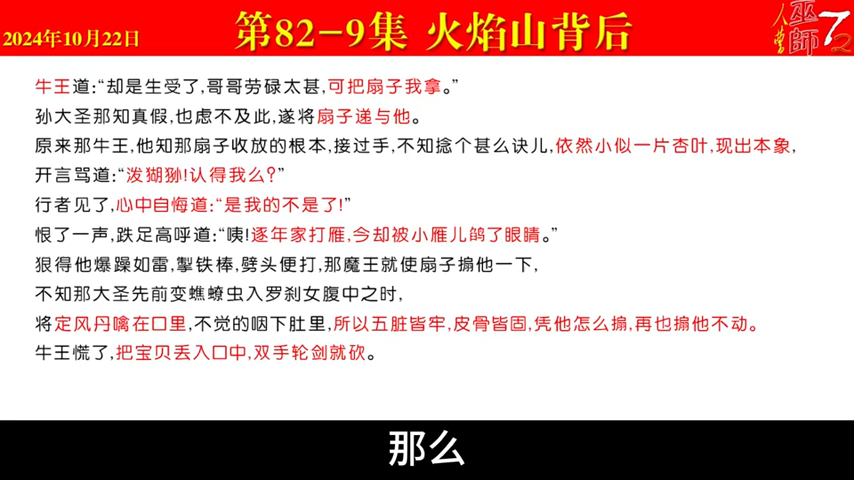 2024年10月22日
第82-9集 火焰山背后
人曾
巫師
72
牛王道:“却是生受了,哥哥劳碌太甚,可把扇子我拿。”
孙大圣那知真假,也虑不及此,遂将扇子递与他。
原来那牛王,他知那扇子收放的根本,接过手,不知捻个甚么诀儿,依然小似一片杏叶,现出本象,
开言骂道:“泼猢狲!认得我么?”
行者见了,心中自悔道:“是我的不是了!”
恨了一声,跌足高呼道:“咦!逐年家打雁,今却被小雁儿鸽了眼睛。”
狠得他爆躁如雷,掣铁棒,劈头便打,那魔王就使扇子搧他一下,
不知那大圣先前变蟭蟟虫入罗刹女腹中之时,
将定风丹噙在口里,不觉的咽下肚里,所以五脏皆牢,皮骨皆固,凭他怎么搧,再也搧他不动。
牛王慌了,把宝贝丢入口中,双手轮剑就砍。
那么